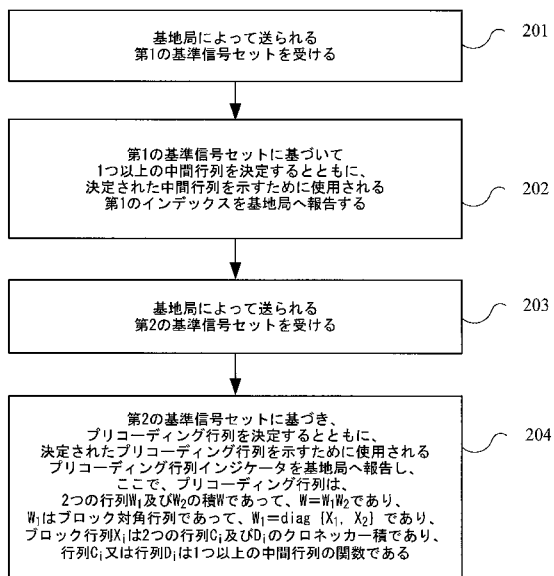 基地局によって送られる
第1の基準信号セットを受ける
201
第1の基準信号セットに基づいて
1つ以上の中間行列を決定するとともに、
決定された中間行列を示すために使用される
第1のインデックスを基地局へ報告する
202
基地局によって送られる
第2の基準信号セットを受ける
203
第2の基準信号セットに基づき、
プリコーディング行列を決定するとともに、
決定されたプリコーディング行列を示すために使用される
プリコーディング行列インジケータを基地局へ報告し、
ここで、プリコーディング行列は、
2つの行列W₁及びW₂の積Wであって、W=W₁W₂であり、
W₁はブロック対角行列であって、W₁=diag {X₁, X₂} であり、
ブロック行列Xᵢは2つの行列Cᵢ及びDᵢのクロネッカー積であり、
行列Cᵢ又は行列Dᵢは1つ以上の中間行列の関数である
204